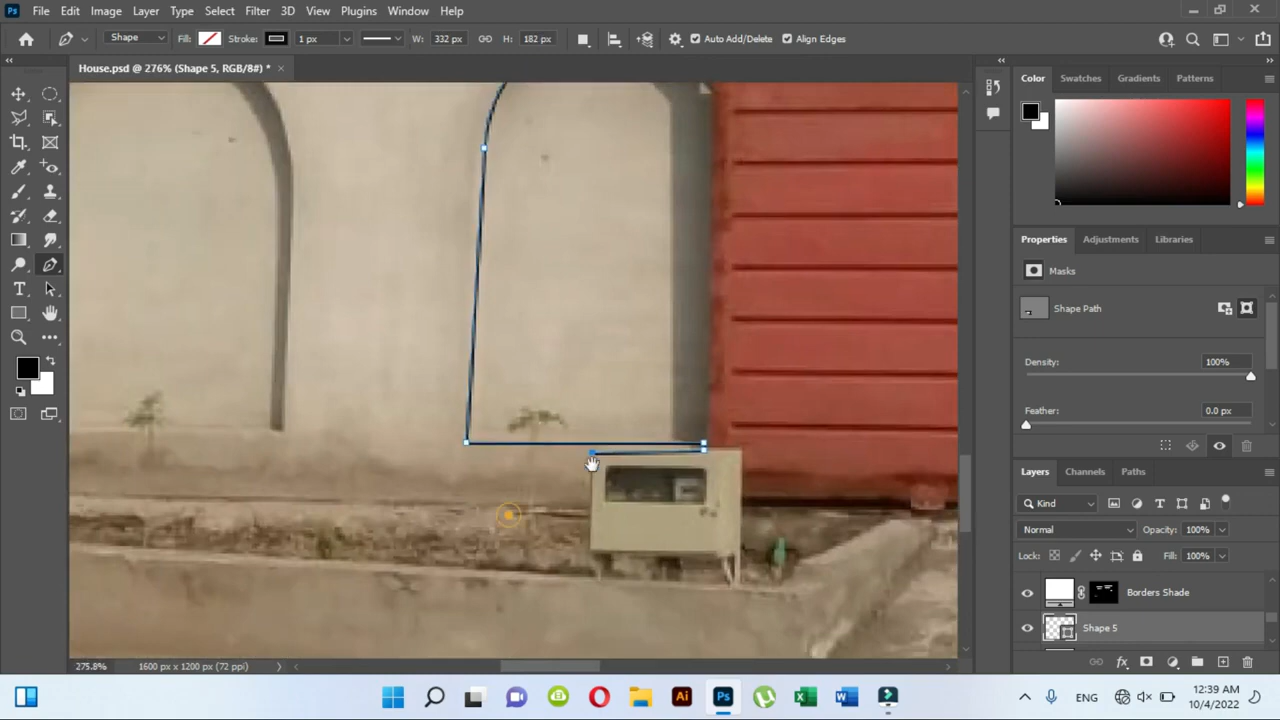 Ps File Edit Image Layer Type Select Filter 3D View Plugins Window Help
Shape Fill: Stroke: 1 px W: 332 px H: 182 px Auto Add/Delete Align Edges
House.psd @ 276% (Shape 5, RGB/8#) * ×
Color Swatches Gradients Patterns
Properties Adjustments Libraries
Masks
Shape Path
Density: 100%
Feather: 0.0 px
Layers Channels Paths
Kind
Normal Opacity: 100%
Lock: Fill: 100%
Borders Shade
Shape 5
fx
275.8% 1600 px x 1200 px (72 ppi)
Ai Ps ENG 12:39 AM
10/4/2022